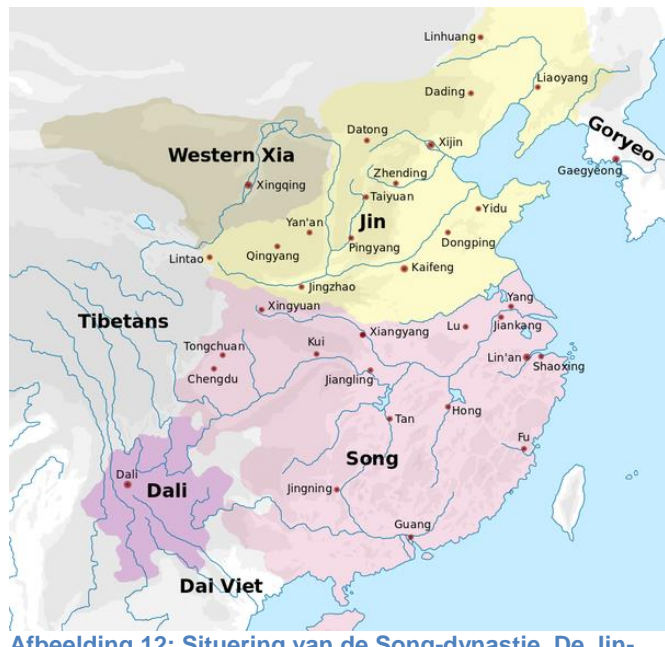 Linhuang
Liaoyang
Dading
Datong
Xijin
Goryeo
Gaegyeong
Western Xia
Zhending
Xingqing
Taiyuan
Yidu
Yan'an
Jin
Qingyang
Pingyang
Dongping
Lintao
Kaifeng
Jingzhao
Xingyuan
Yang
Tibetans
Xiangyang
Lu
Jiankang
Tongchuan
Kui
Lin'an
Shaoxing
Chengdu
Jiangling
Tan
Hong
Fu
Song
Dali
Dali
Jingning
Guang
Dai Viet
Afbeelding 12: Situering van de Song-dynastie. De Jin-